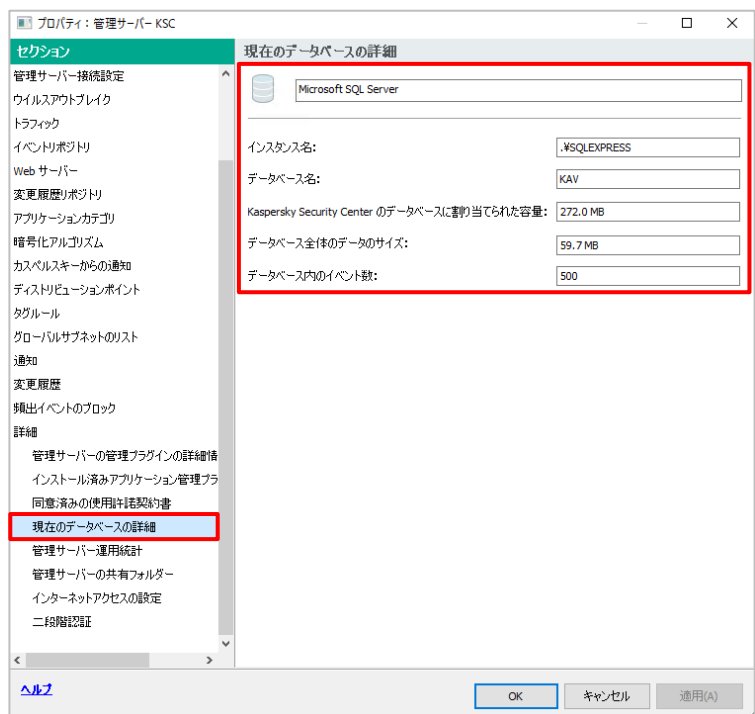 プロパティ：管理サーバー KSC
セクション
管理サーバー接続設定
ウイルスアウトブレイク
トラフィック
イベントリポジトリ
Web サーバー
変更履歴リポジトリ
アプリケーションカテゴリ
暗号化アルゴリズム
カスペルスキーからの通知
ディストリビューションポイント
タグルール
グローバルサブネットのリスト
通知
変更履歴
頻出イベントのブロック
詳細
管理サーバーの管理プラグインの詳細情
インストール済みアプリケーション管理プラ
同意済みの使用許諾契約書
現在のデータベースの詳細
管理サーバー運用統計
管理サーバーの共有フォルダー
インターネットアクセスの設定
二段階認証
現在のデータベースの詳細
Microsoft SQL Server
インスタンス名: .¥SQLEXPRESS
データベース名: KAV
Kaspersky Security Center のデータベースに割り当てられた容量: 272.0 MB
データベース全体のデータのサイズ: 59.7 MB
データベース内のイベント数: 500
ヘルプ
OK キャンセル 適用(A)